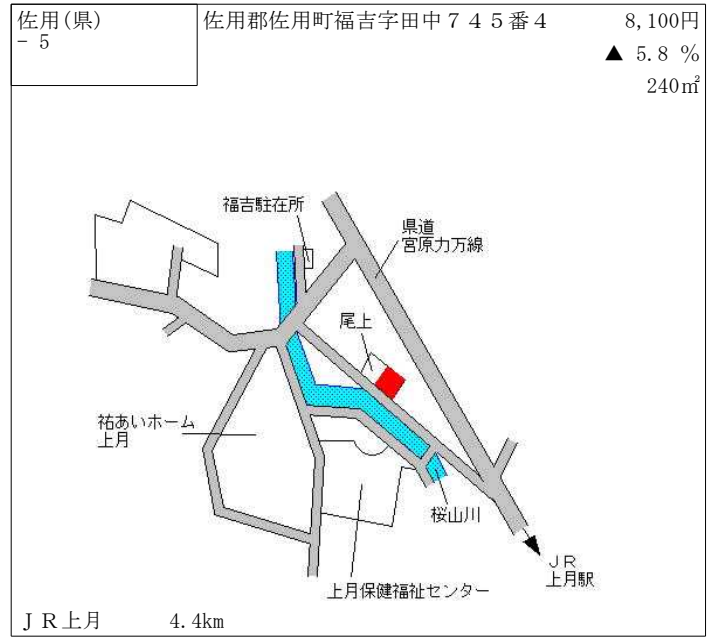 佐用(県)
- 5
佐用郡佐用町福吉字田中７４５番４
8,100円
▲ 5.8 %
240㎡
福吉駐在所
県道
宮原力万線
尾上
祐あいホーム
上月
桜山川
ＪＲ
上月駅
上月保健福祉センター
ＪＲ上月 4.4km